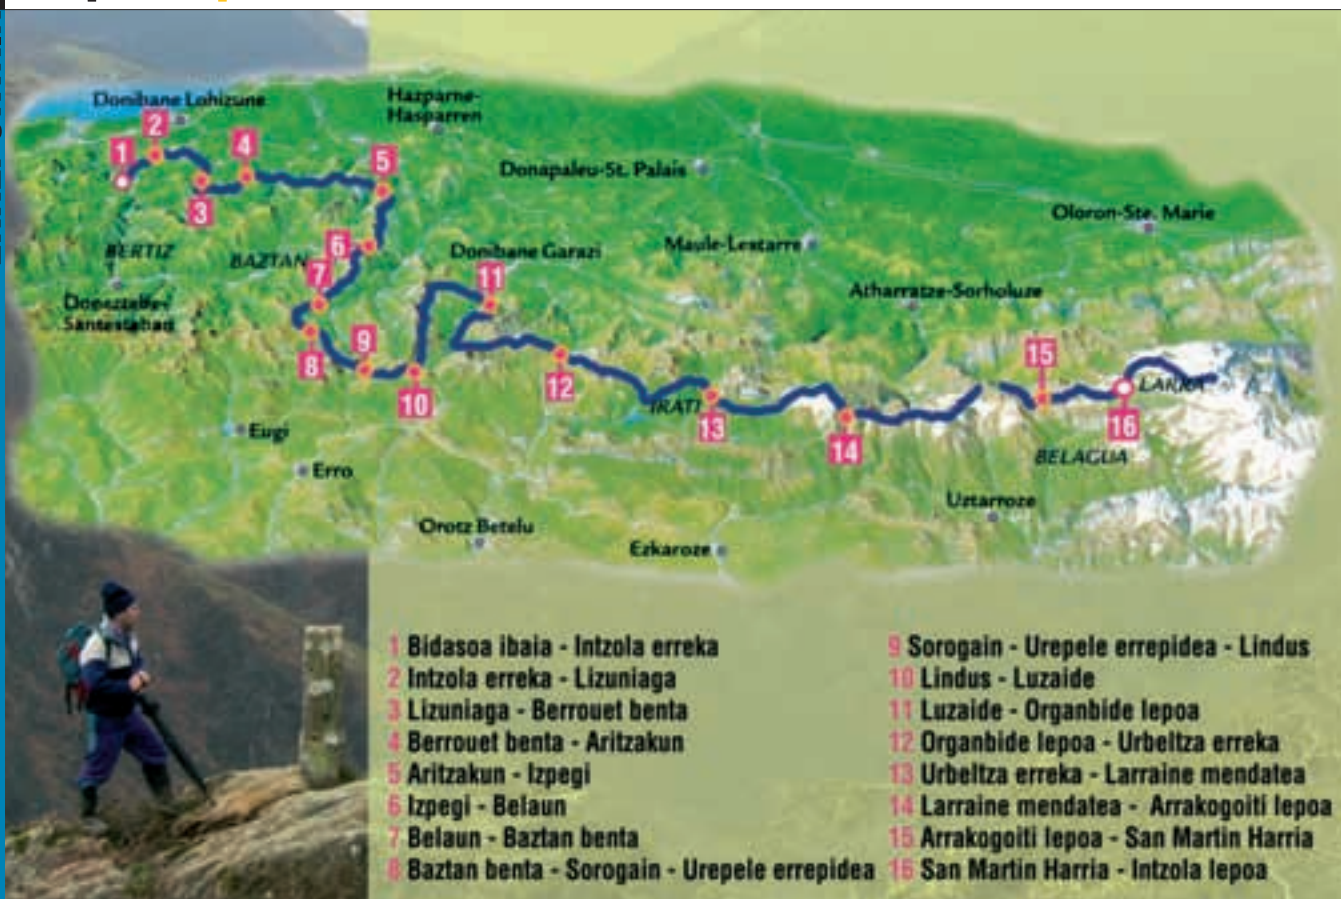 Donibane Lohizune
Hazparne-
Hasparren
Donapaleu-St. Palais
Oloron-Ste. Marie
Maule-Lextarre
Donibane Garazi
Atharratze-Sorholuze
BERTIZ
BAZTAN
Doneztebe-
Santesteban
IRATI
LARRA
BELAGUA
Eugi
Erro
Orotz Betelu
Ezkaroze
Uztarroze
1
2
3
4
5
6
7
8
9
10
11
12
13
14
15
16
1 Bidasoa ibaia - Intzola erreka
2 Intzola erreka - Lizuniaga
3 Lizuniaga - Berrouet benta
4 Berrouet benta - Aritzakun
5 Aritzakun - Izpegi
6 Izpegi - Belaun
7 Belaun - Baztan benta
8 Baztan benta - Sorogain - Urepele errepidea
9 Sorogain - Urepele errepidea - Lindus
10 Lindus - Luzaide
11 Luzaide - Organbide lepoa
12 Organbide lepoa - Urbeltza erreka
13 Urbeltza erreka - Larraine mendatea
14 Larraine mendatea - Arrakogoiti lepoa
15 Arrakogoiti lepoa - San Martin Harria
16 San Martin Harria - Intzola lepoa